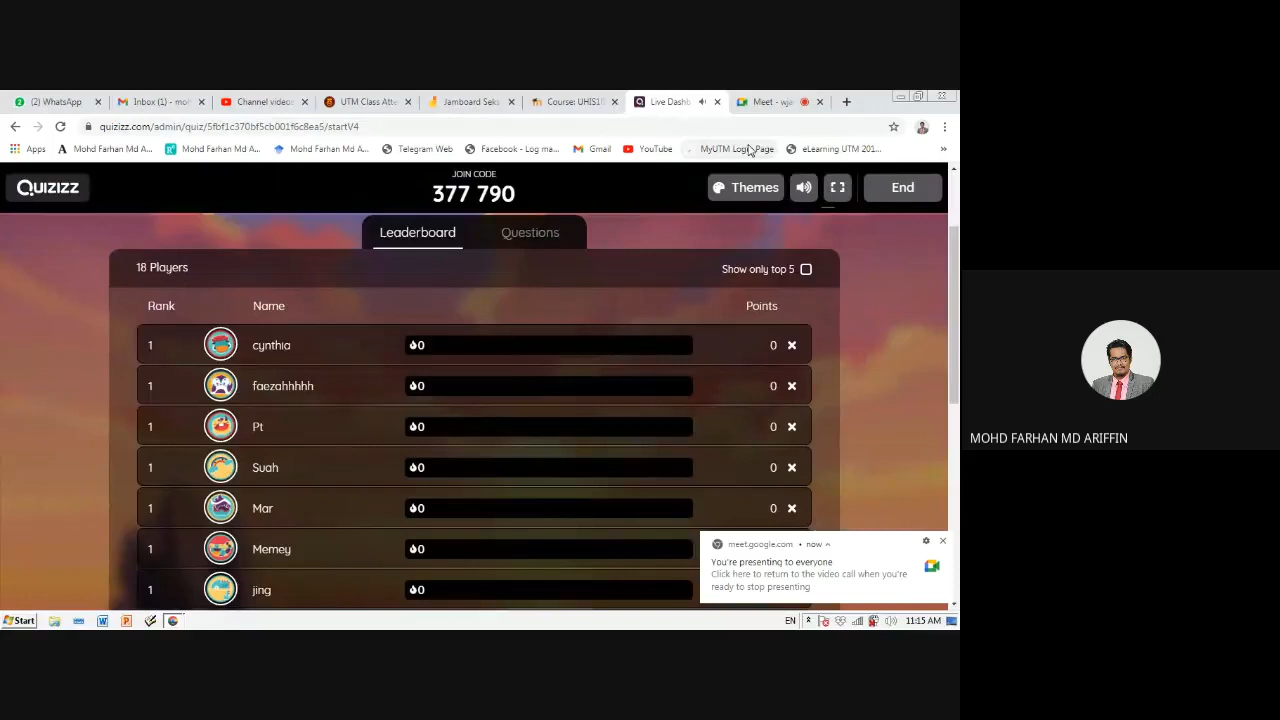 (2) WhatsApp
Inbox (1) - moh
Channel videos
UTM Class Atte
Jamboard Seks
Course: UHIS10
Live Dashb
Meet - wja
quizizz.com/admin/quiz/5fbf1c370bf5cb001f6c8ea5/startV4
Apps
Mohd Farhan Md A...
Mohd Farhan Md A...
Mohd Farhan Md A...
Telegram Web
Facebook - Log ma...
Gmail
YouTube
MyUTM Login Page
eLearning UTM 201...
»
Quizizz
JOIN CODE
377 790
Themes
End
Leaderboard
Questions
18 Players
Show only top 5
Rank Name Points
1 cynthia 0 0
1 faezahhhhh 0 0
1 Pt 0 0
1 Suah 0 0
1 Mar 0 0
1 Memey 0
1 jing 0
meet.google.com • now
You're presenting to everyone
Click here to return to the video call when you're
ready to stop presenting
Start
EN
11:15 AM
MOHD FARHAN MD ARIFFIN